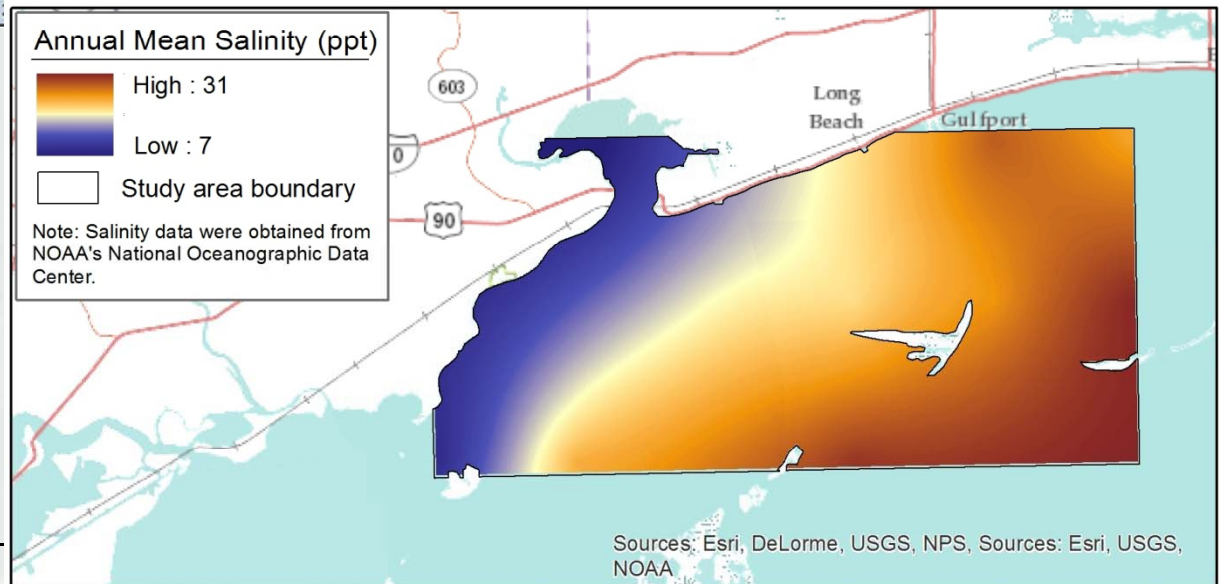 Annual Mean Salinity (ppt)
High : 31
Low : 7
Study area boundary
Note: Salinity data were obtained from
NOAA's National Oceanographic Data
Center.
603
0
90
Long
Beach
Gulfport
Sources: Esri, DeLorme, USGS, NPS, Sources: Esri, USGS,
NOAA